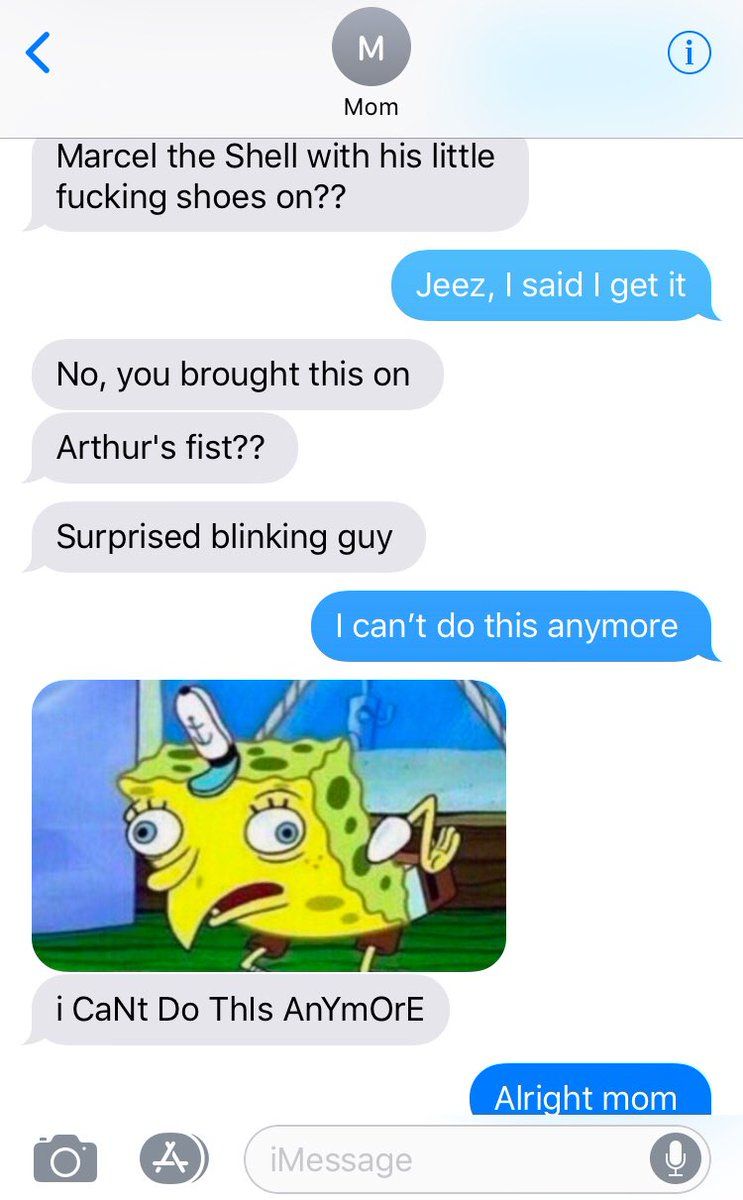 M
Mom
Marcel the Shell with his little
fucking shoes on??
Jeez, I said I get it
No, you brought this on
Arthur's fist??
Surprised blinking guy
I can’t do this anymore
i CaNt Do ThIs AnYmOrE
Alright mom
iMessage